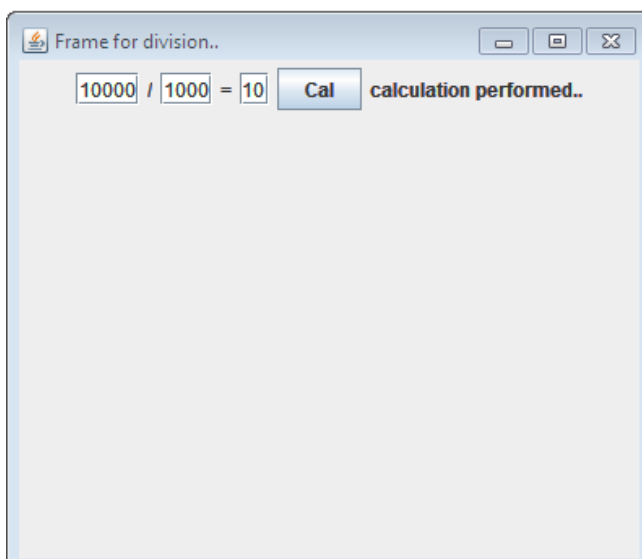 Frame for division..
10000 / 1000 = 10 Cal calculation performed..